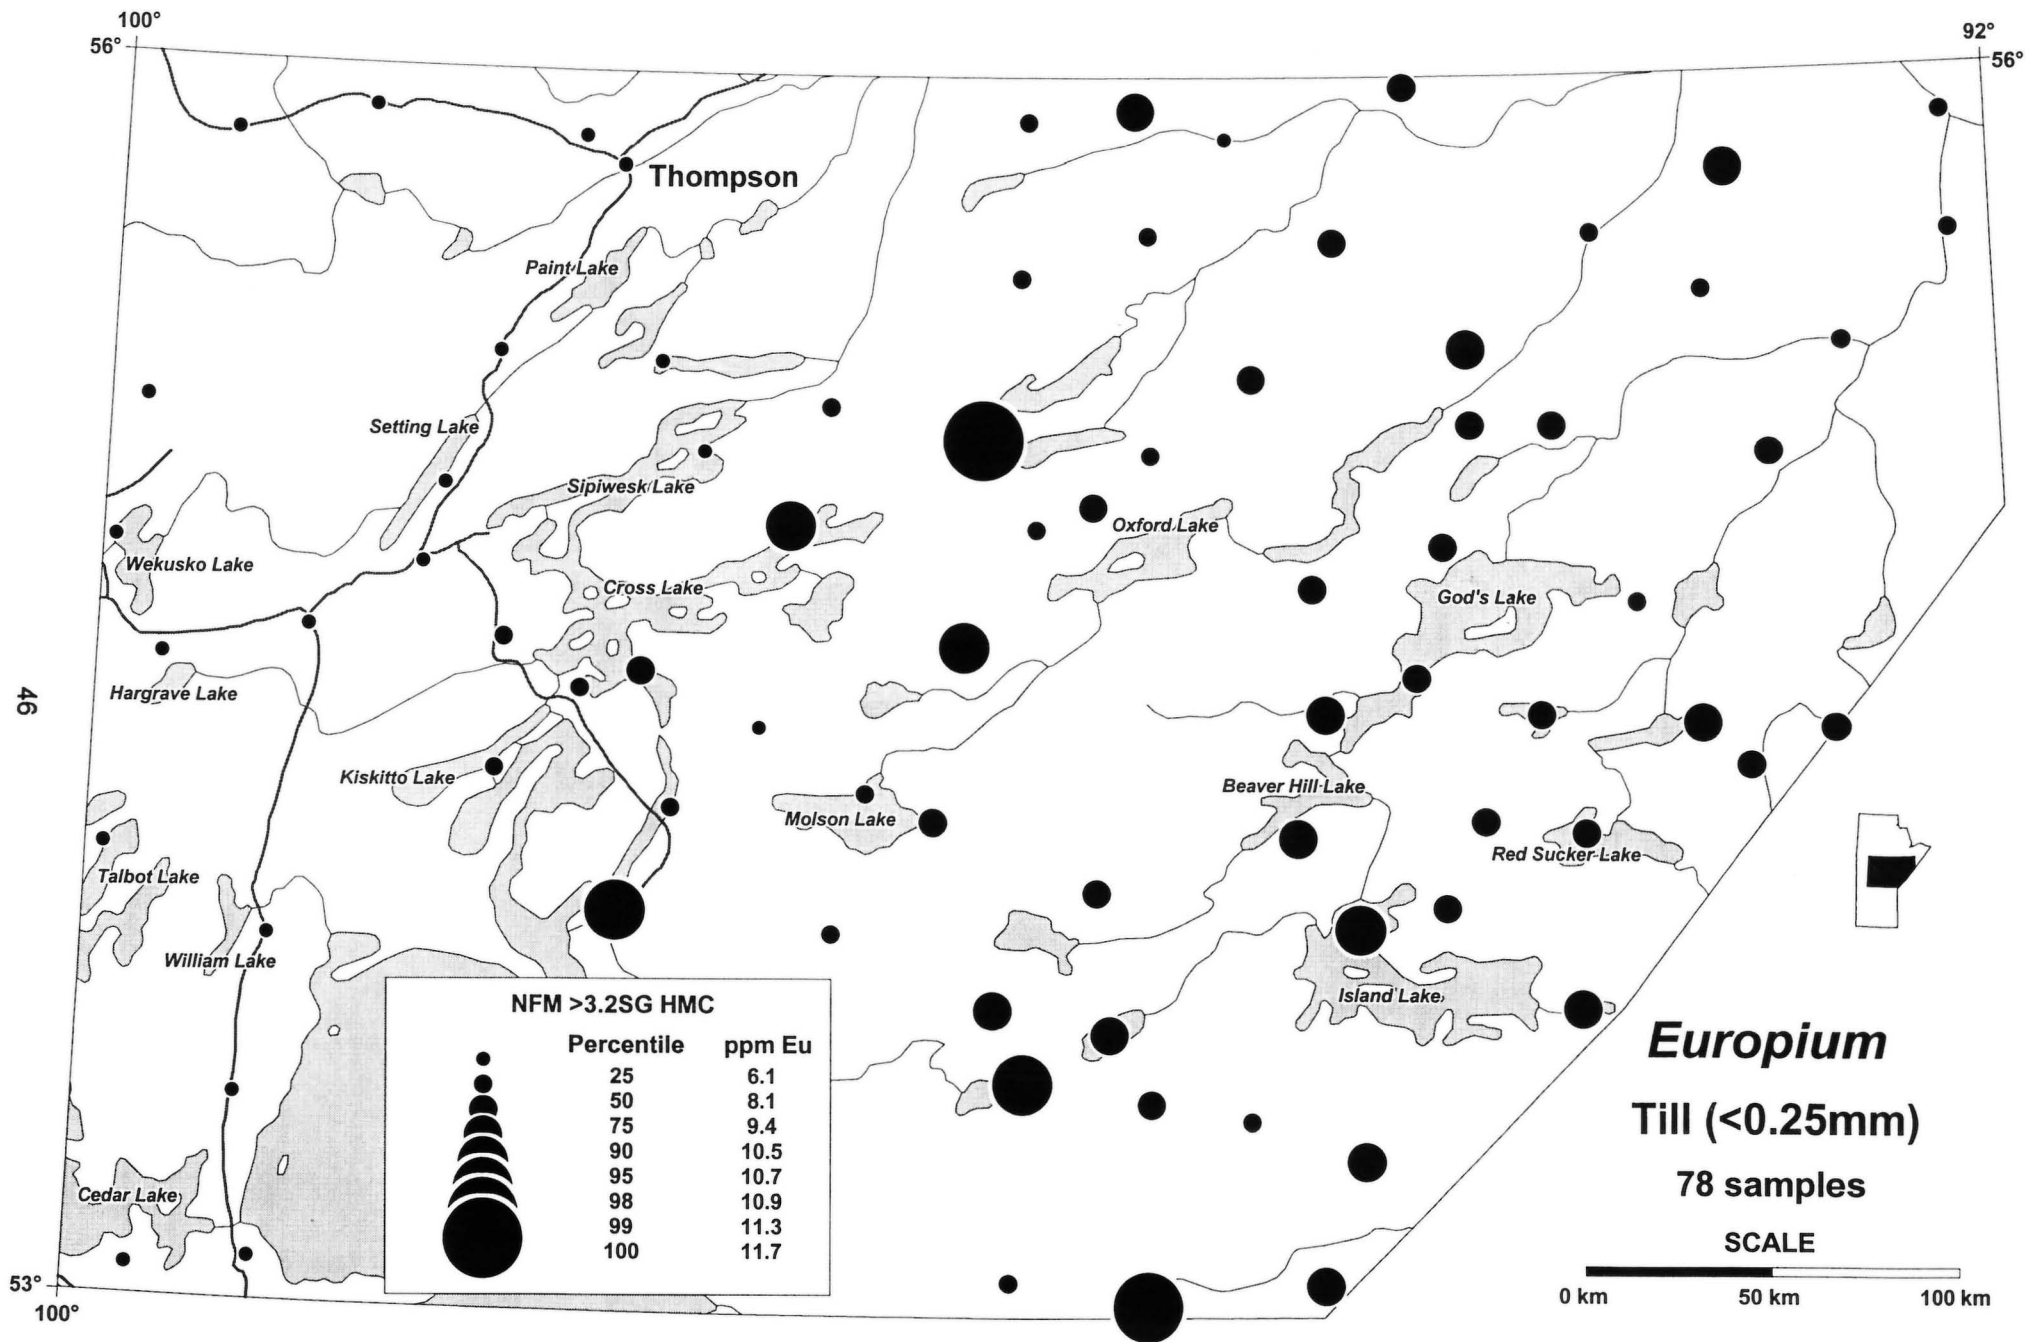 100°
92°
56°
56°
Thompson
Paint Lake
Setting Lake
Sipiwesk Lake
Oxford Lake
Wekusko Lake
Cross Lake
God's Lake
Hargrave Lake
46
Kiskitto Lake
Beaver Hill Lake
Molson Lake
Red Sucker Lake
Talbot Lake
William Lake
Island Lake
NFM >3.2SG HMC
Percentile ppm Eu
25 6.1
50 8.1
75 9.4
90 10.5
95 10.7
98 10.9
99 11.3
100 11.7
Europium
Till (<0.25mm)
78 samples
SCALE
0 km 50 km 100 km
Cedar Lake
53°
100°